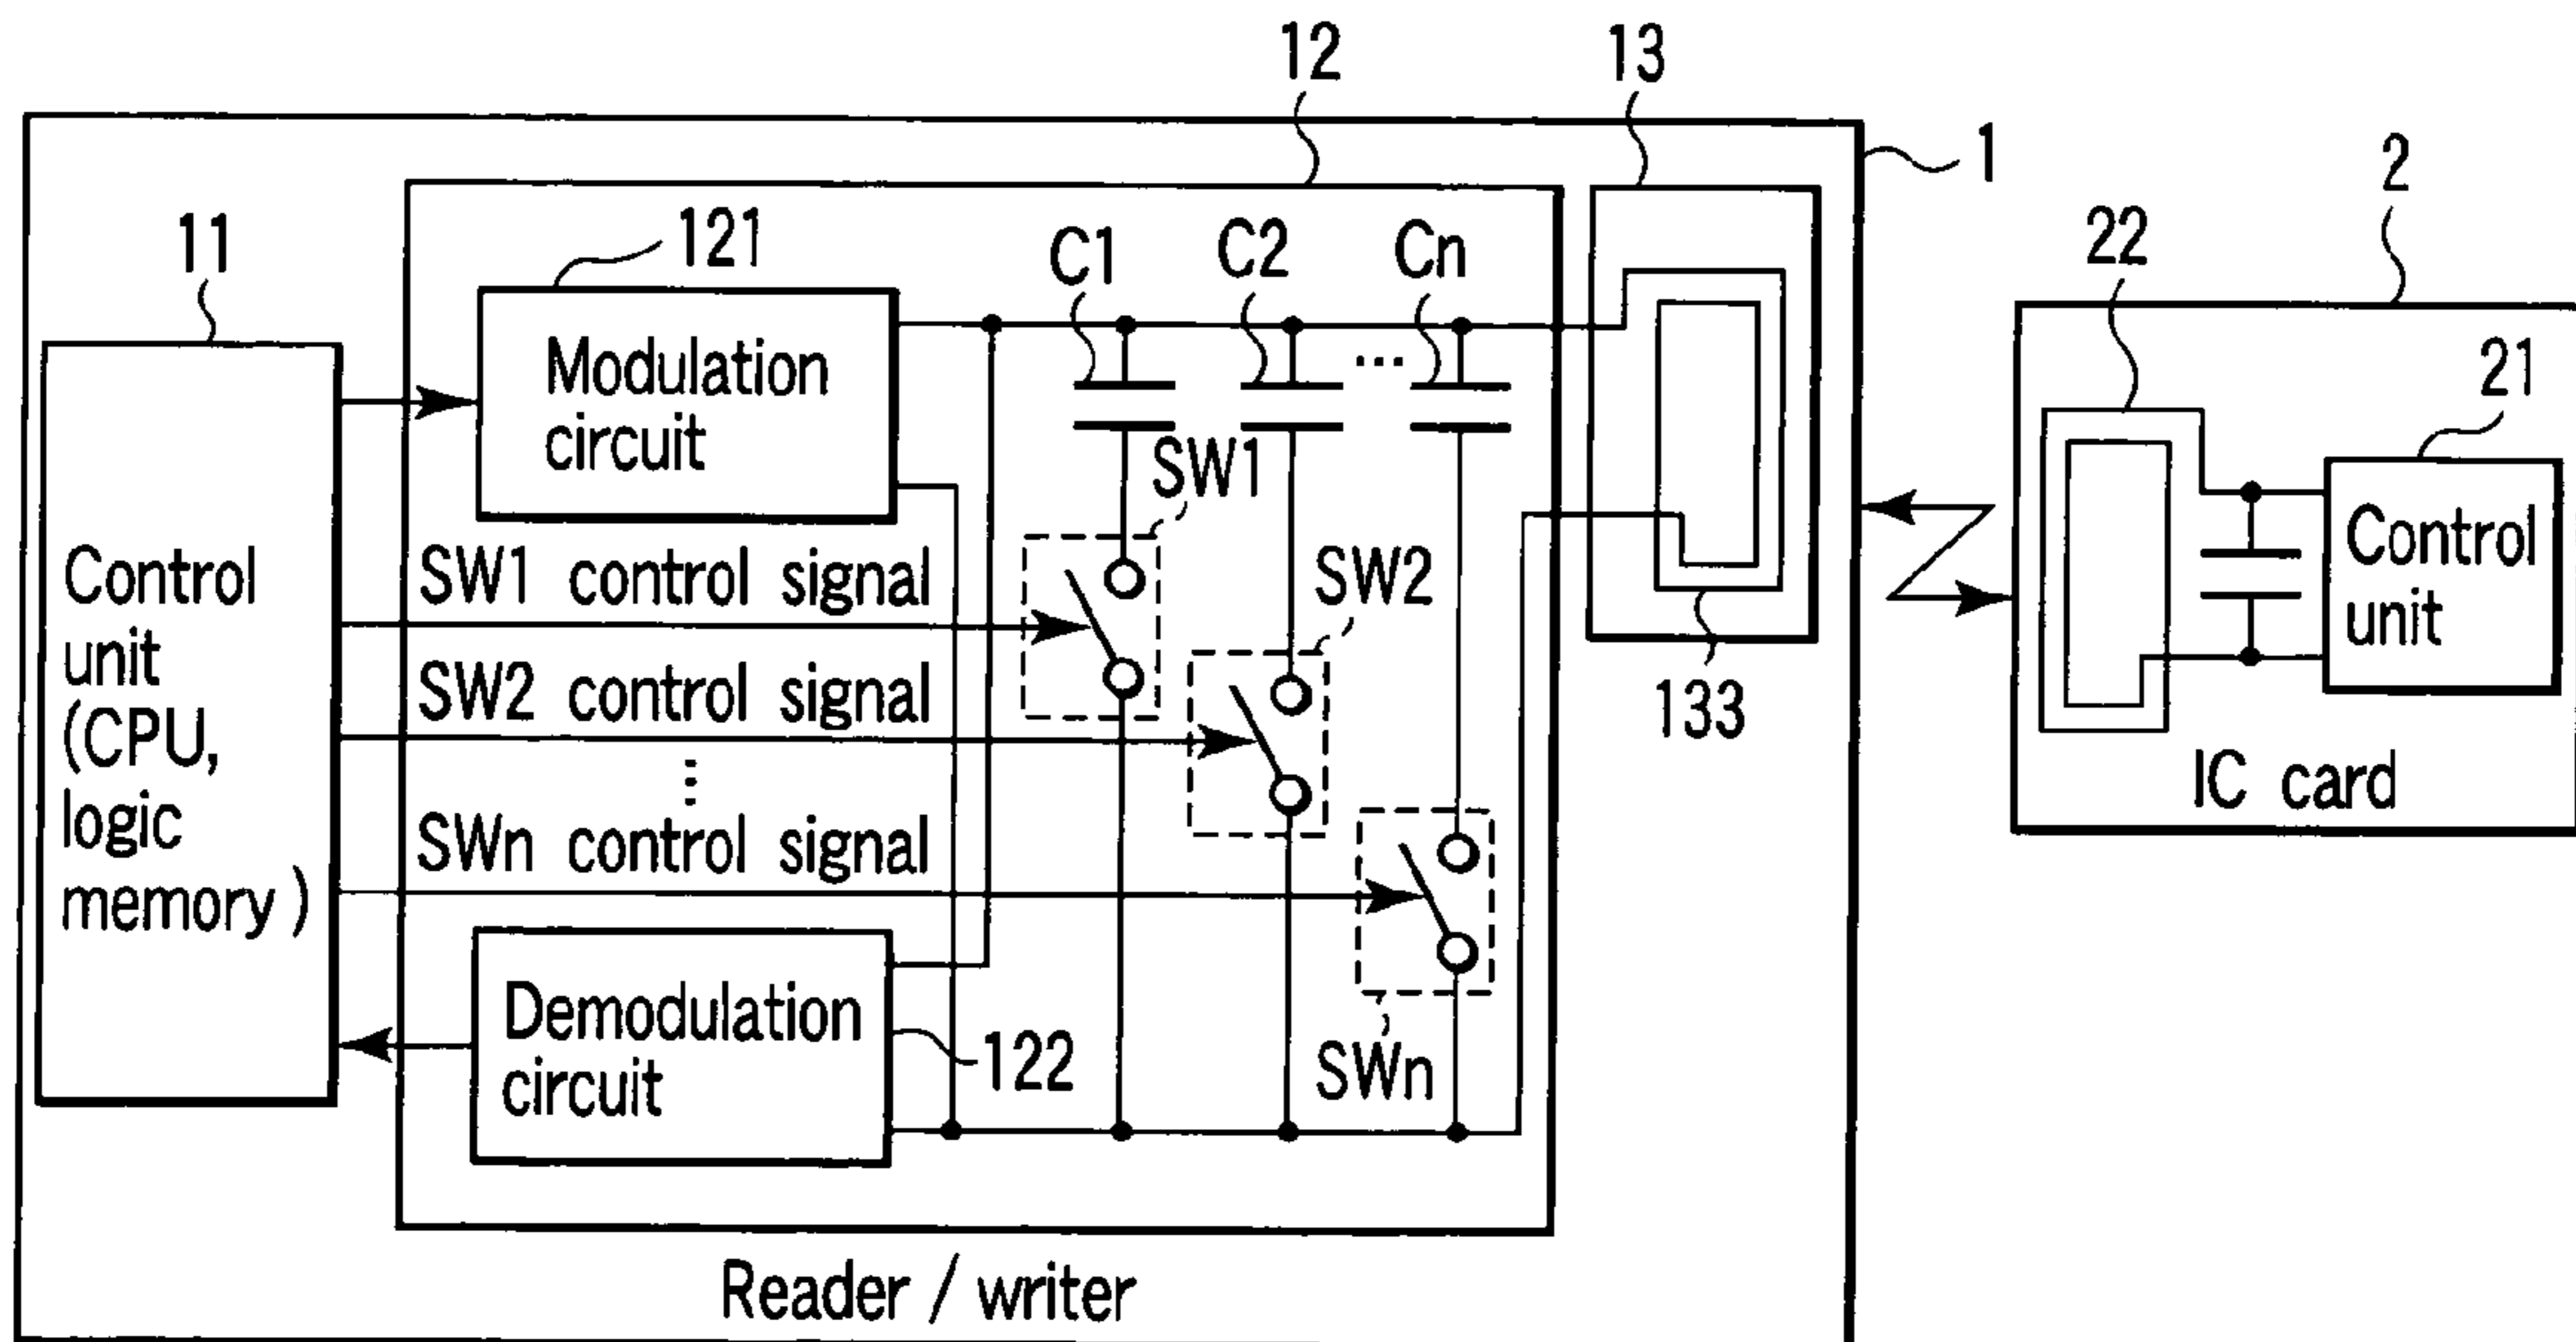 12
13
1
2
11
121
C1
C2
Cn
...
22
21
Modulation
circuit
SW1
Control
unit
(CPU,
logic
memory)
SW1 control signal
SW2
SW2 control signal
⋮
SWn control signal
133
Control
unit
IC card
Demodulation
circuit
122
SWn
Reader / writer